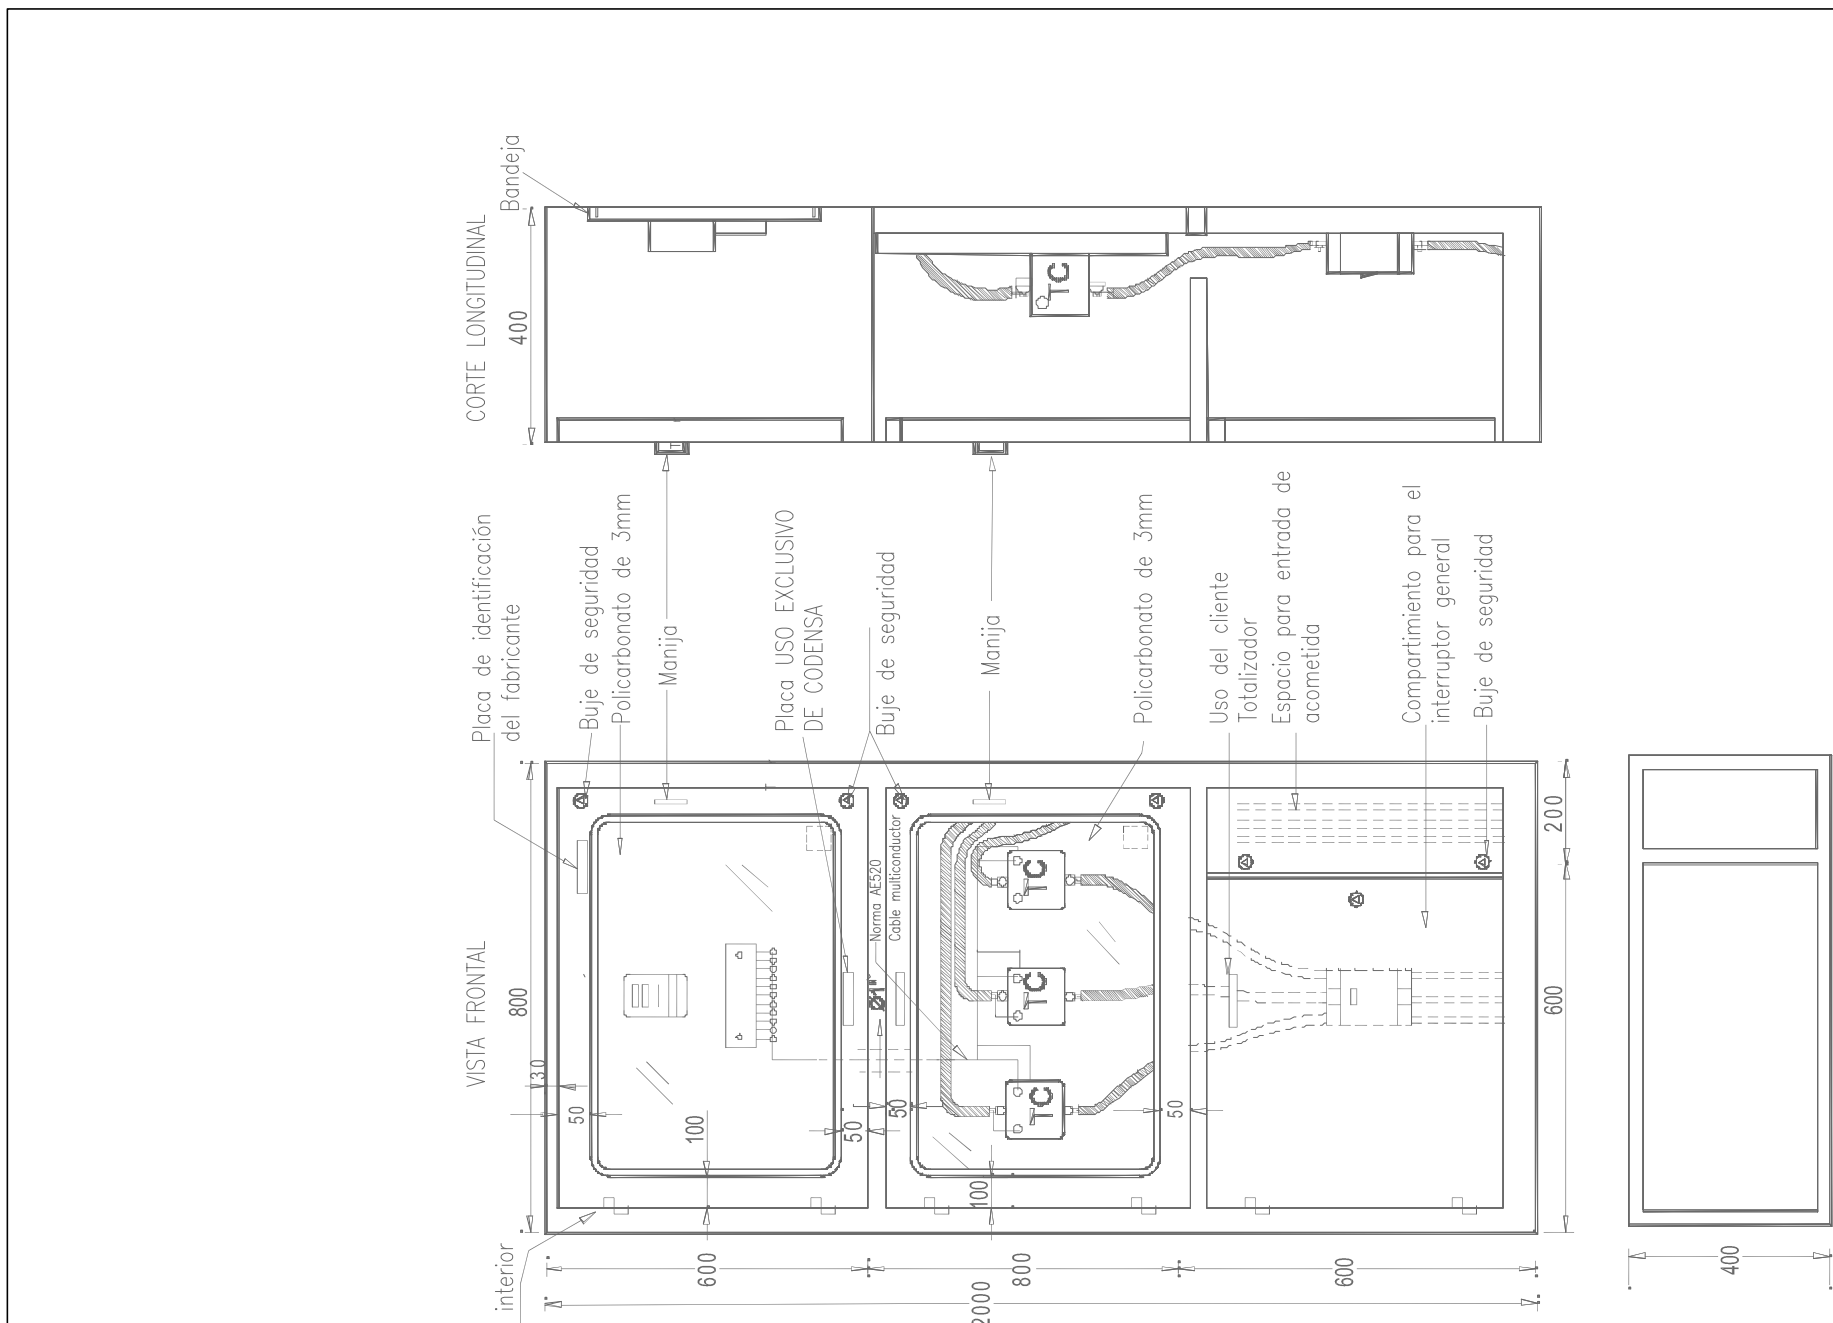 CORTE LONGITUDINAL
Bandeja
400
TC
Placa de identificación
del fabricante
Buje de seguridad
Policarbonato de 3mm
Manija
Placa USO EXCLUSIVO
DE CODENSA
Buje de seguridad
Manija
Policarbonato de 3mm
Uso del cliente
Totalizador
Espacio para entrada de
acometida
Compartimiento para el
interruptor general
Buje de seguridad
VISTA FRONTAL
800
30
50
100
50
50
100
50
Norma AE520
Cable multiconductor
TC
TC
TC
200
600
interior
600
800
600
2000
400